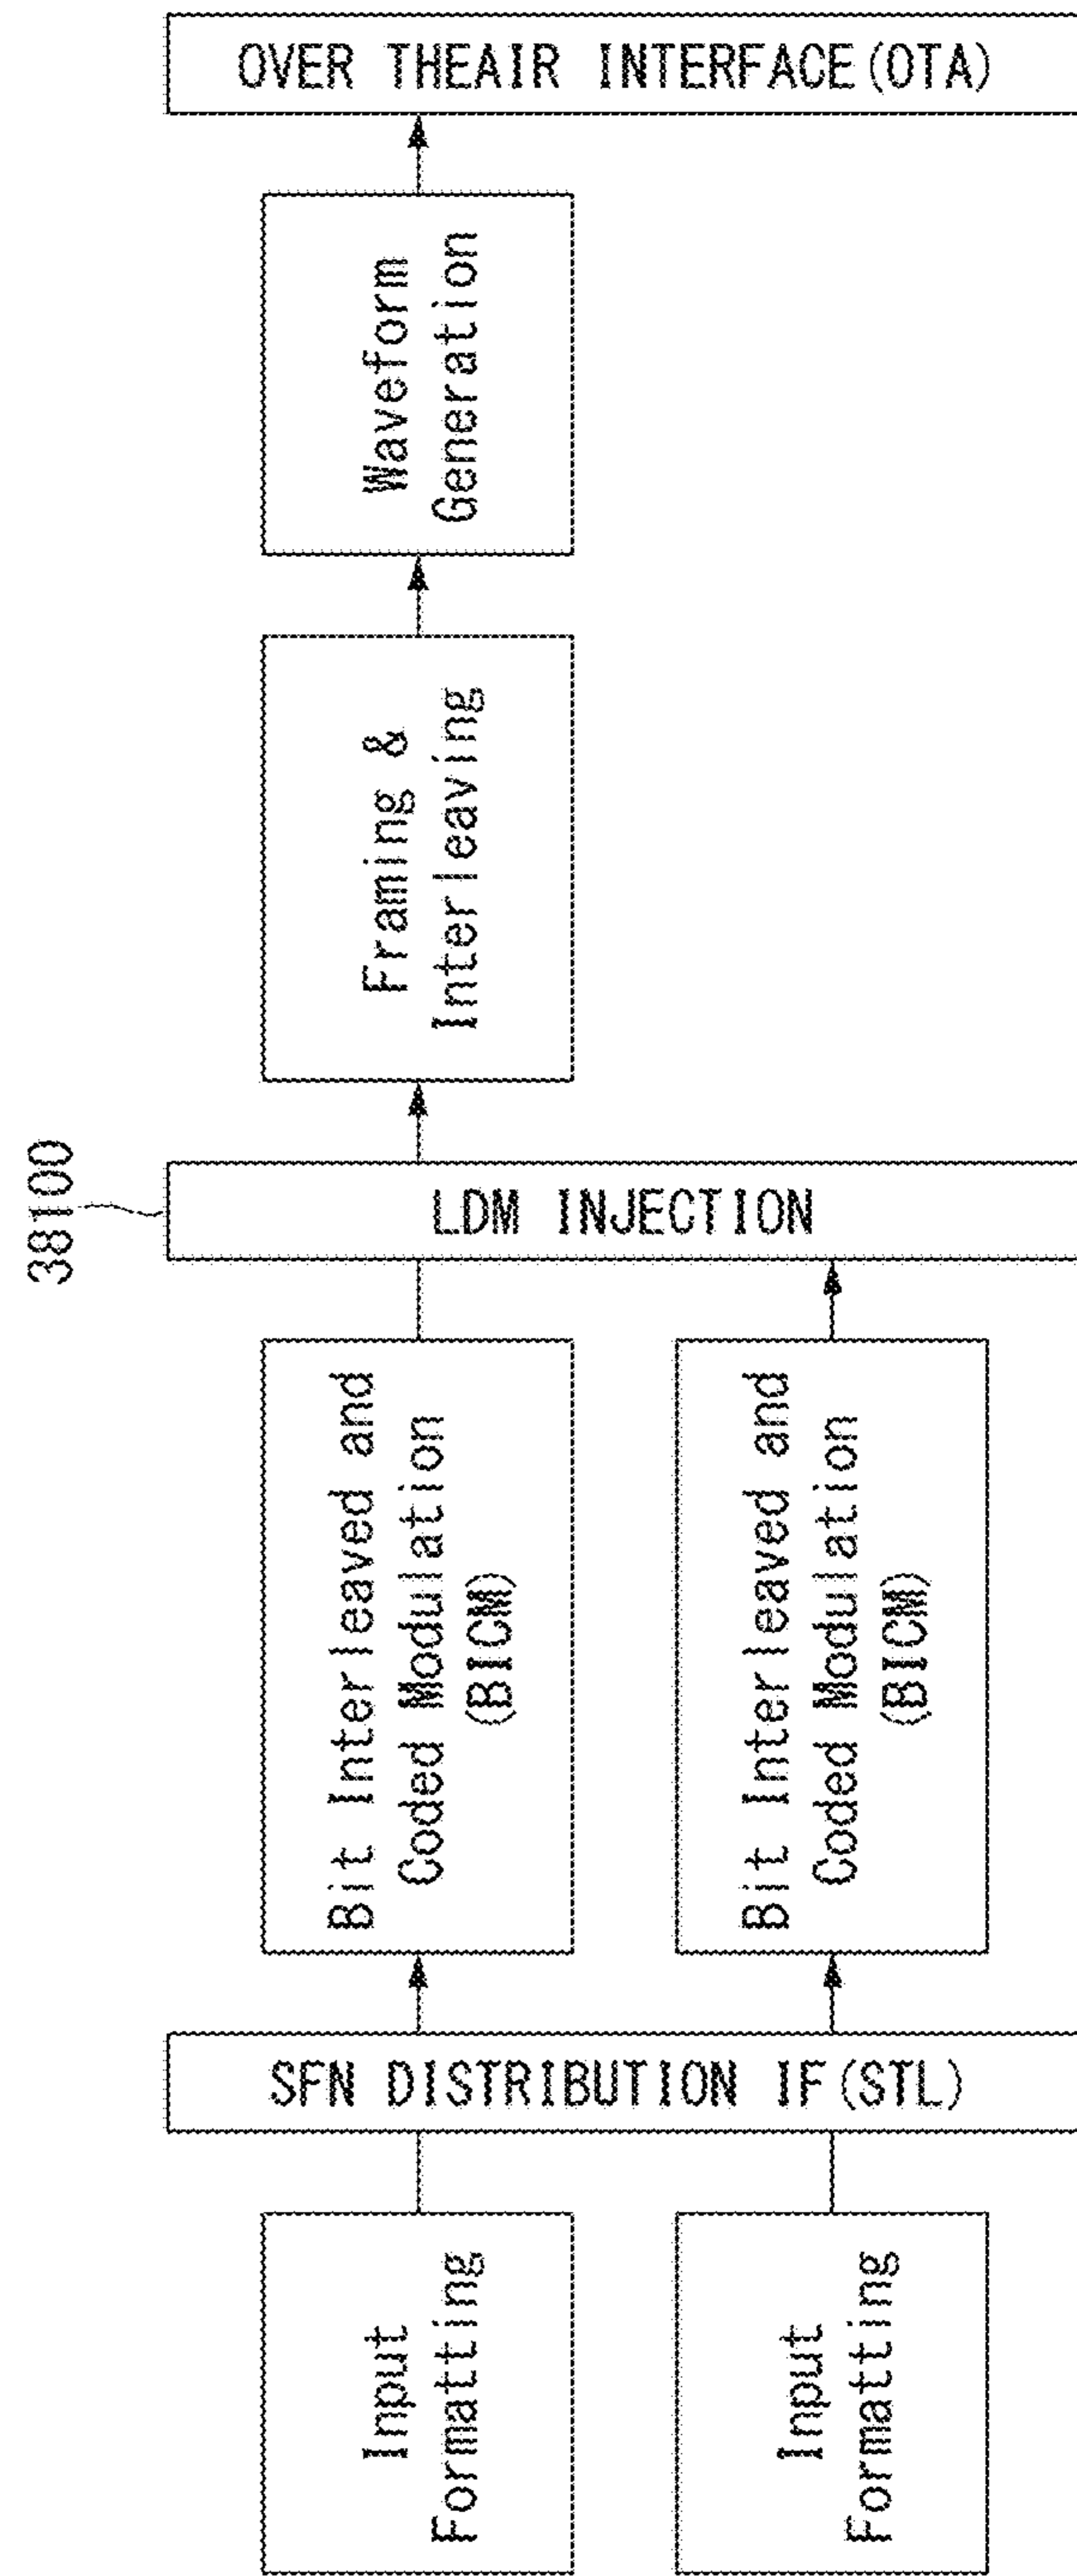 38100
Input
Formatting
Input
Formatting
SFN DISTRIBUTION IF(STL)
Bit Interleaved and
Coded Modulation
(BICM)
Bit Interleaved and
Coded Modulation
(BICM)
LDM INJECTION
Framing &
Interleaving
Waveform
Generation
OVER THEAIR INTERFACE(OTA)